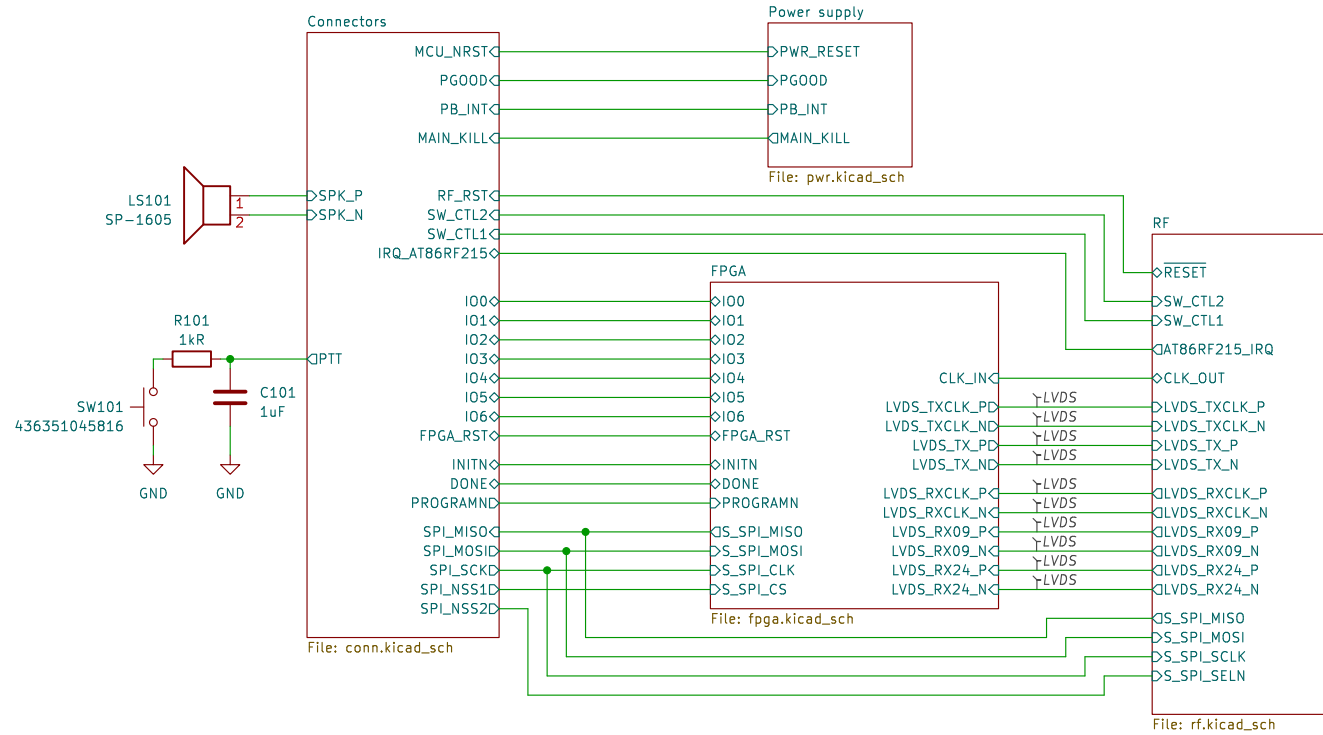 Connectors
MCU_NRST
PGOOD
PB_INT
MAIN_KILL
SPK_P
SPK_N
RF_RST
SW_CTL2
SW_CTL1
IRQ_AT86RF215
IO0
IO1
IO2
IO3
PTT
IO4
IO5
IO6
FPGA_RST
INITN
DONE
PROGRAMN
SPI_MISO
SPI_MOSI
SPI_SCK
SPI_NSS1
SPI_NSS2
File: conn.kicad_sch
Power supply
PWR_RESET
PGOOD
PB_INT
MAIN_KILL
File: pwr.kicad_sch
LS101
SP-1605
1
2
R101
1kR
C101
1uF
SW101
436351045816
GND
GND
FPGA
IO0
IO1
IO2
IO3
IO4
IO5
IO6
FPGA_RST
INITN
DONE
PROGRAMN
S_SPI_MISO
S_SPI_MOSI
S_SPI_CLK
S_SPI_CS
CLK_IN
LVDS_TXCLK_P
LVDS_TXCLK_N
LVDS_TX_P
LVDS_TX_N
LVDS_RXCLK_P
LVDS_RXCLK_N
LVDS_RX09_P
LVDS_RX09_N
LVDS_RX24_P
LVDS_RX24_N
File: fpga.kicad_sch
LVDS
LVDS
LVDS
LVDS
LVDS
LVDS
LVDS
LVDS
LVDS
LVDS
RF
RESET
SW_CTL2
SW_CTL1
AT86RF215_IRQ
CLK_OUT
LVDS_TXCLK_P
LVDS_TXCLK_N
LVDS_TX_P
LVDS_TX_N
LVDS_RXCLK_P
LVDS_RXCLK_N
LVDS_RX09_P
LVDS_RX09_N
LVDS_RX24_P
LVDS_RX24_N
S_SPI_MISO
S_SPI_MOSI
S_SPI_SCLK
S_SPI_SELN
File: rf.kicad_sch